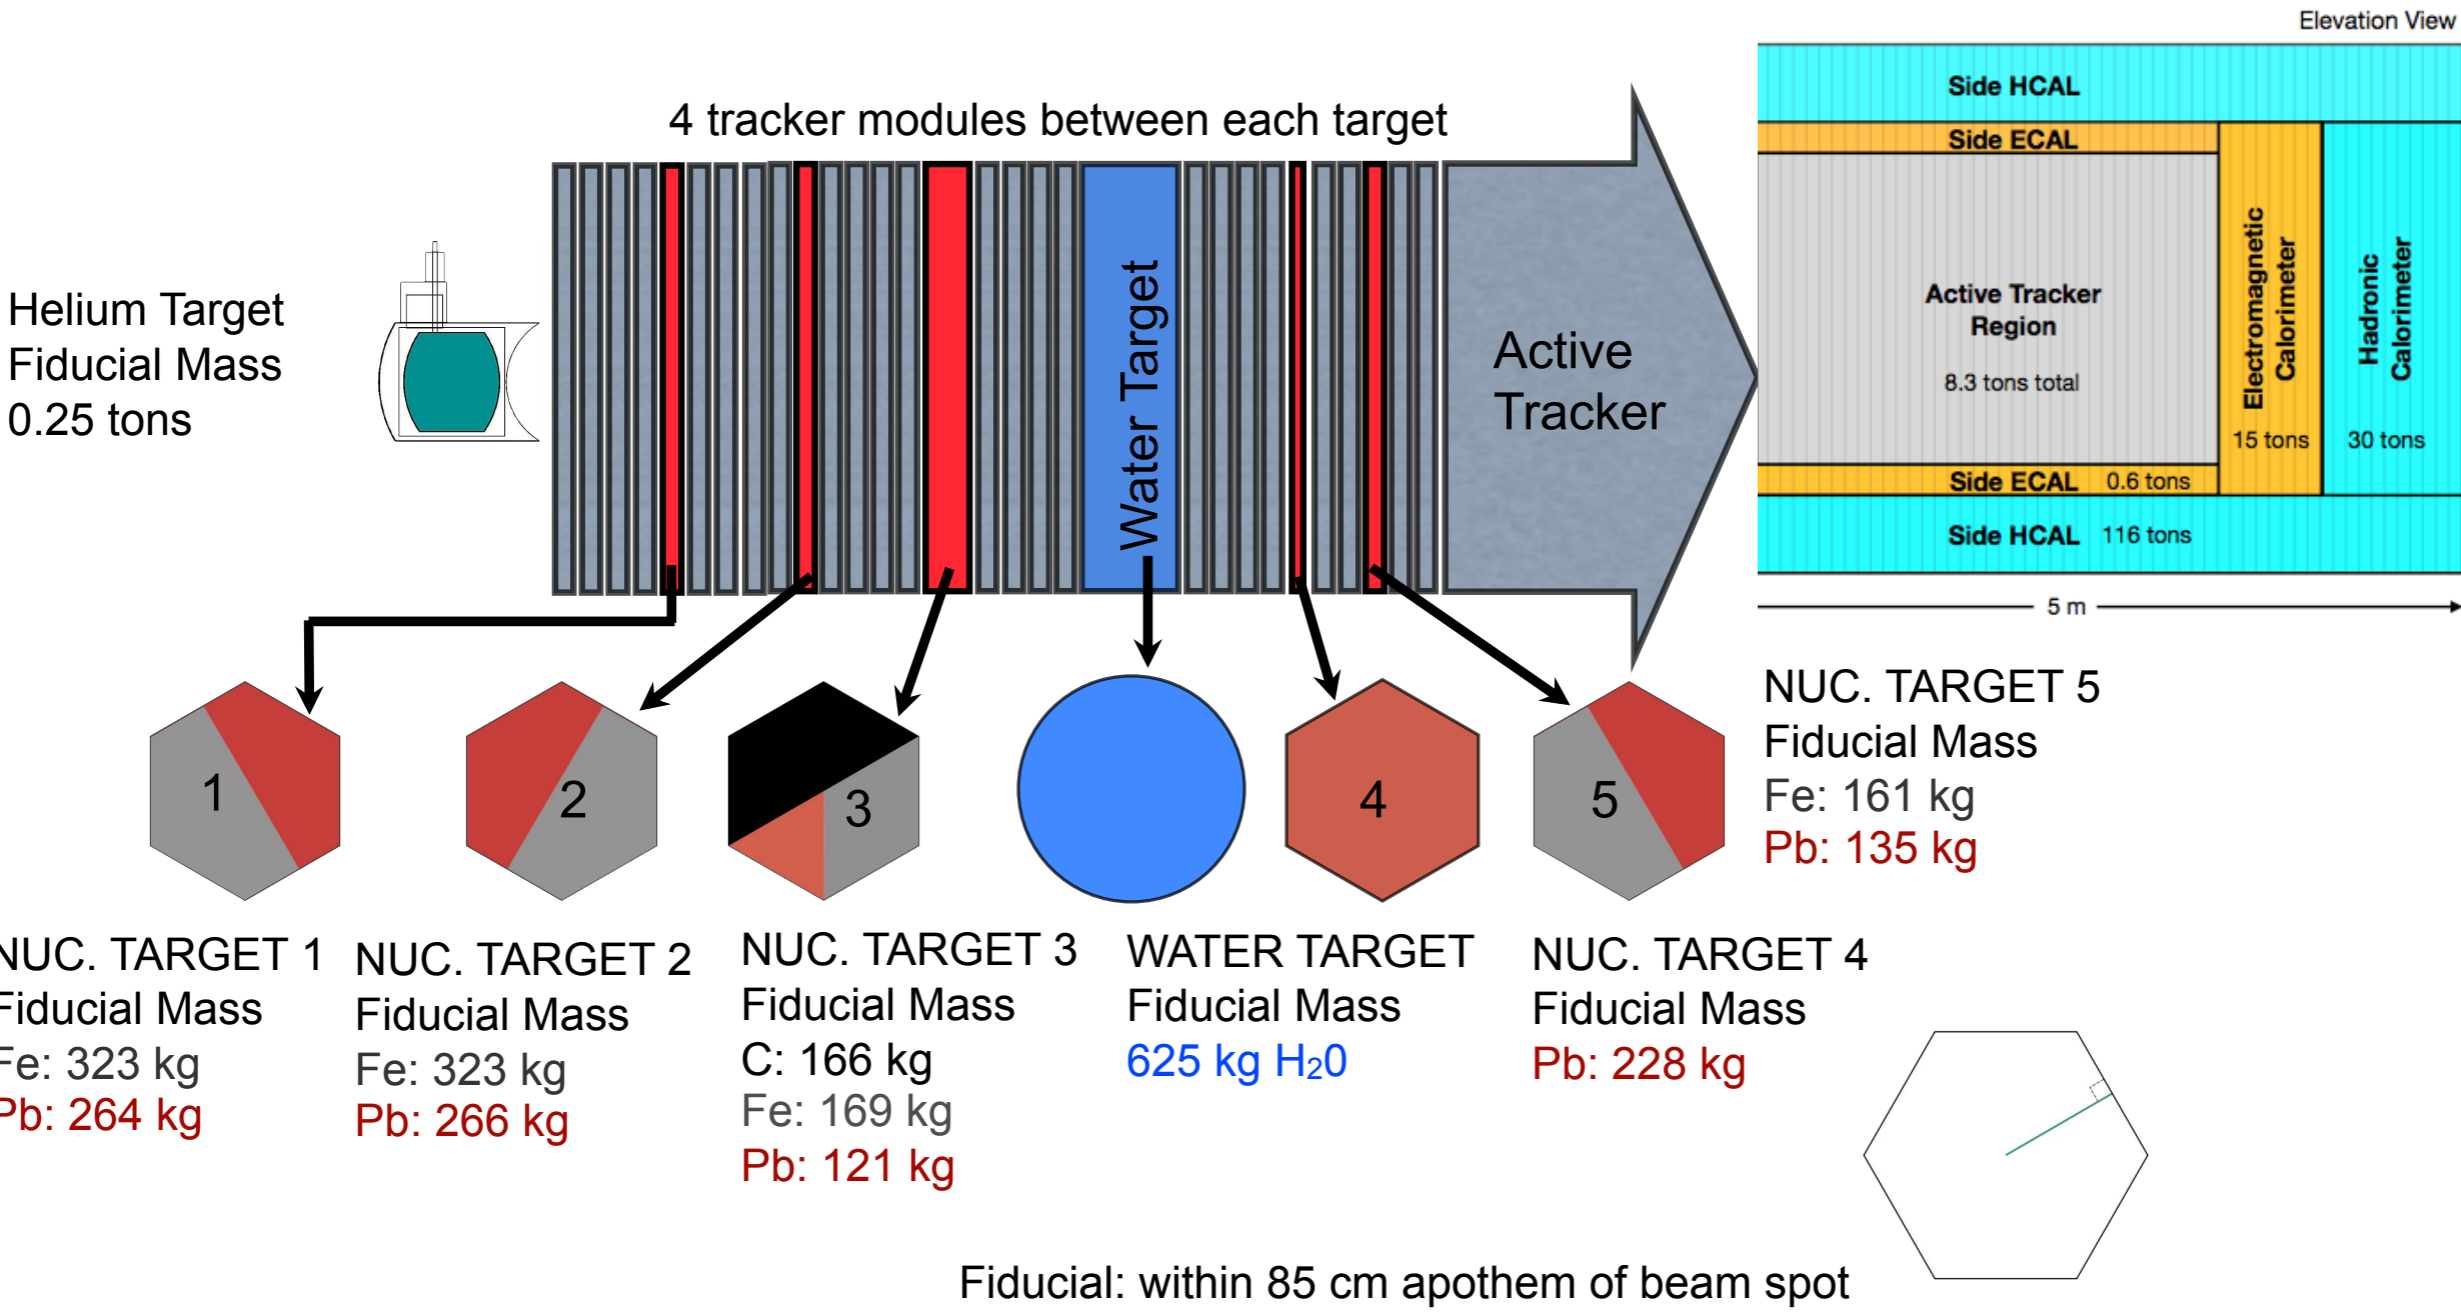 Elevation View
4 tracker modules between each target
Helium Target
Fiducial Mass
0.25 tons
Water Target
Active
Tracker
Side HCAL
Side ECAL
Active Tracker
Region
8.3 tons total
Electromagnetic
Calorimeter
15 tons
Hadronic
Calorimeter
30 tons
Side ECAL 0.6 tons
Side HCAL 116 tons
5 m
1
2
3
4
5
NUC. TARGET 5
Fiducial Mass
Fe: 161 kg
Pb: 135 kg
NUC. TARGET 1
Fiducial Mass
Fe: 323 kg
Pb: 264 kg
NUC. TARGET 2
Fiducial Mass
Fe: 323 kg
Pb: 266 kg
NUC. TARGET 3
Fiducial Mass
C: 166 kg
Fe: 169 kg
Pb: 121 kg
WATER TARGET
Fiducial Mass
625 kg H₂0
NUC. TARGET 4
Fiducial Mass
Pb: 228 kg
Fiducial: within 85 cm apothem of beam spot